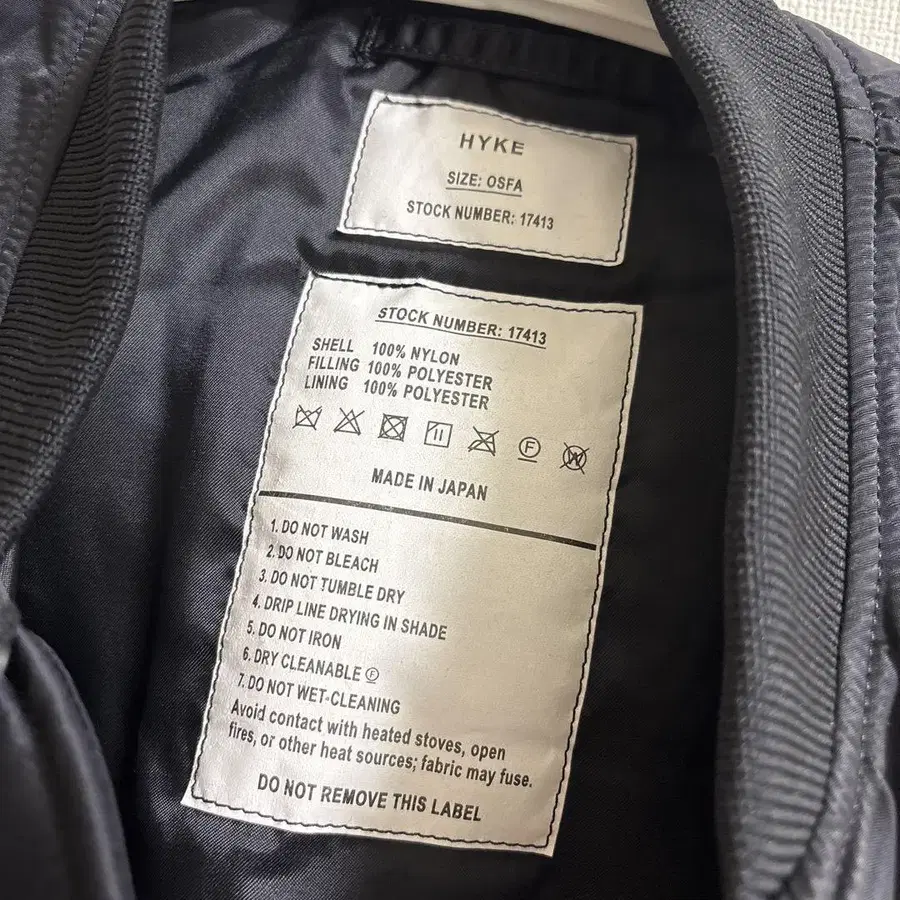 HYKE
SIZE: OSFA
STOCK NUMBER: 17413
STOCK NUMBER: 17413
SHELL 100% NYLON
FILLING 100% POLYESTER
LINING 100% POLYESTER
F W
MADE IN JAPAN
1. DO NOT WASH
2. DO NOT BLEACH
3. DO NOT TUMBLE DRY
4. DRIP LINE DRYING IN SHADE
5. DO NOT IRON
6. DRY CLEANABLE Ⓕ
7. DO NOT WET-CLEANING
Avoid contact with heated stoves, open
fires, or other heat sources; fabric may fuse.
DO NOT REMOVE THIS LABEL